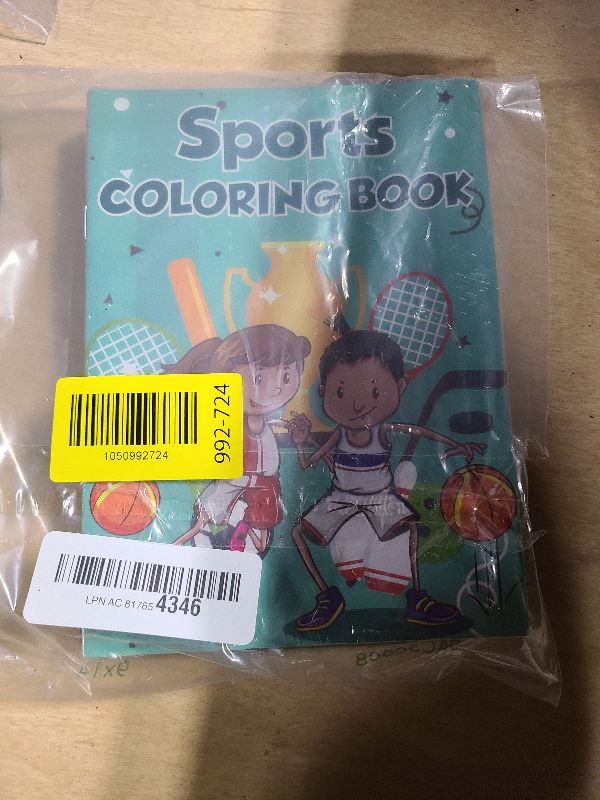 Sports
COLORING BOOK
992-724
1050992724
LPN AC 81765 4346